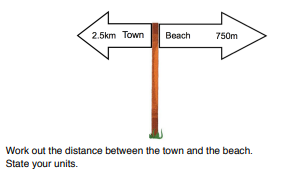 2.5km Town Beach 750m
Work out the distance between the town and the beach.
State your units.